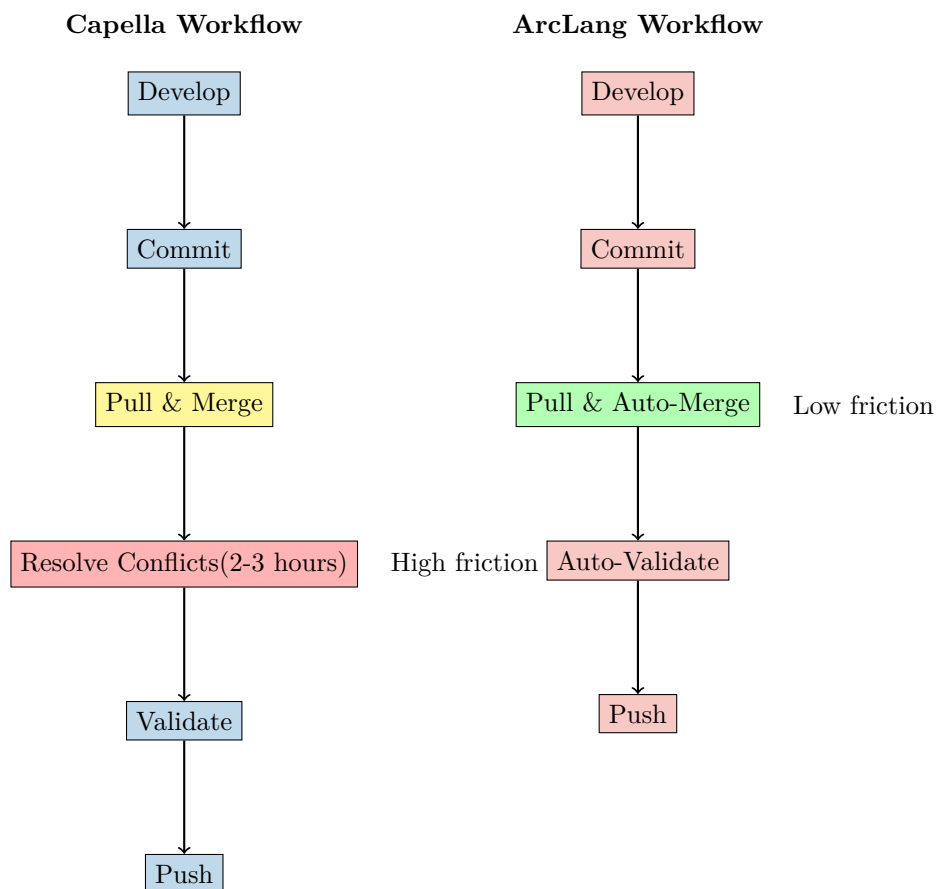 Capella Workflow
ArcLang Workflow
Develop
Develop
Commit
Commit
Pull & Merge
Pull & Auto-Merge
Low friction
Resolve Conflicts(2-3 hours)
High friction
Auto-Validate
Validate
Push
Push